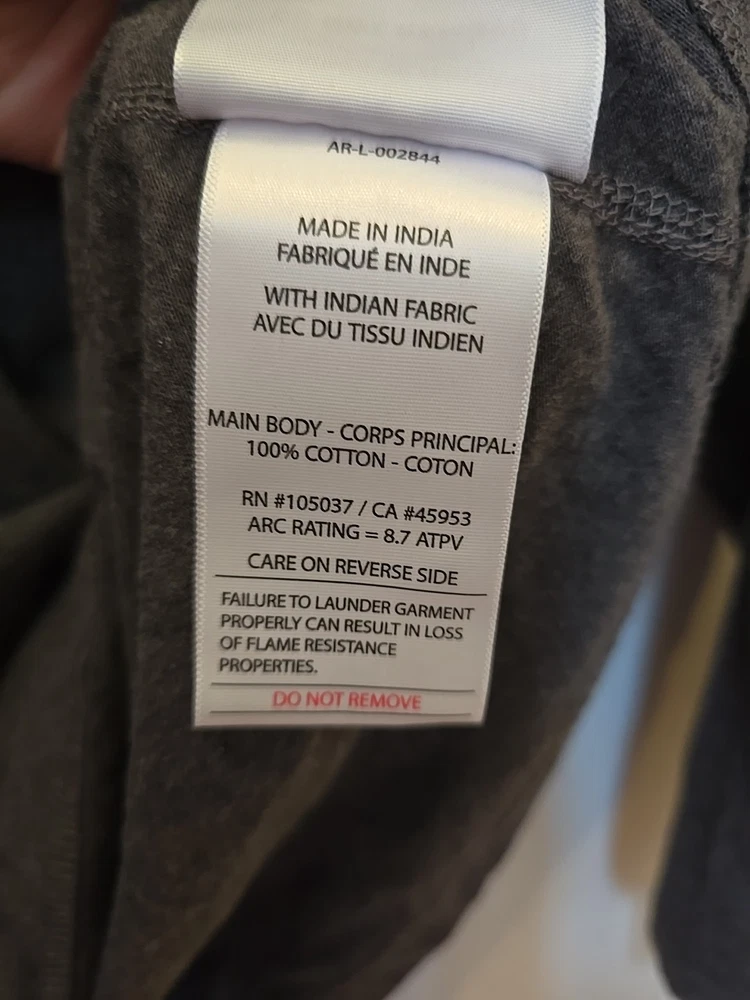 AR-L-002844
MADE IN INDIA
FABRIQUÉ EN INDE
WITH INDIAN FABRIC
AVEC DU TISSU INDIEN
MAIN BODY - CORPS PRINCIPAL:
100% COTTON - COTON
RN #105037 / CA #45953
ARC RATING = 8.7 ATPV
CARE ON REVERSE SIDE
FAILURE TO LAUNDER GARMENT
PROPERLY CAN RESULT IN LOSS
OF FLAME RESISTANCE
PROPERTIES.
DO NOT REMOVE